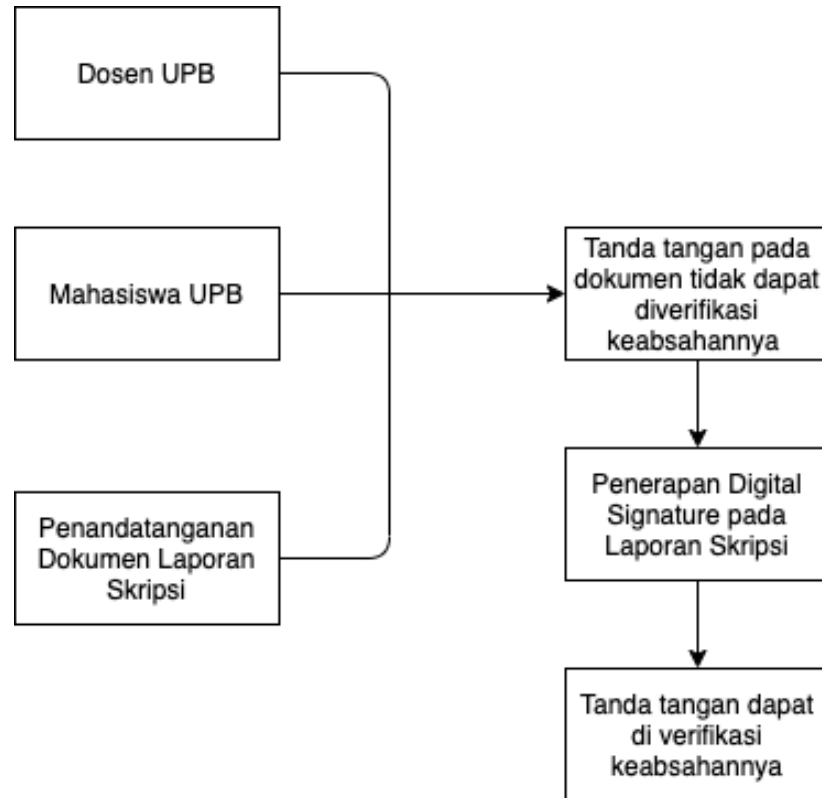 Dosen UPB
Mahasiswa UPB
Penandatanganan
Dokumen Laporan
Skripsi
Tanda tangan pada
dokumen tidak dapat
diverifikasi
keabsahannya
Penerapan Digital
Signature pada
Laporan Skripsi
Tanda tangan dapat
di verifikasi
keabsahannya